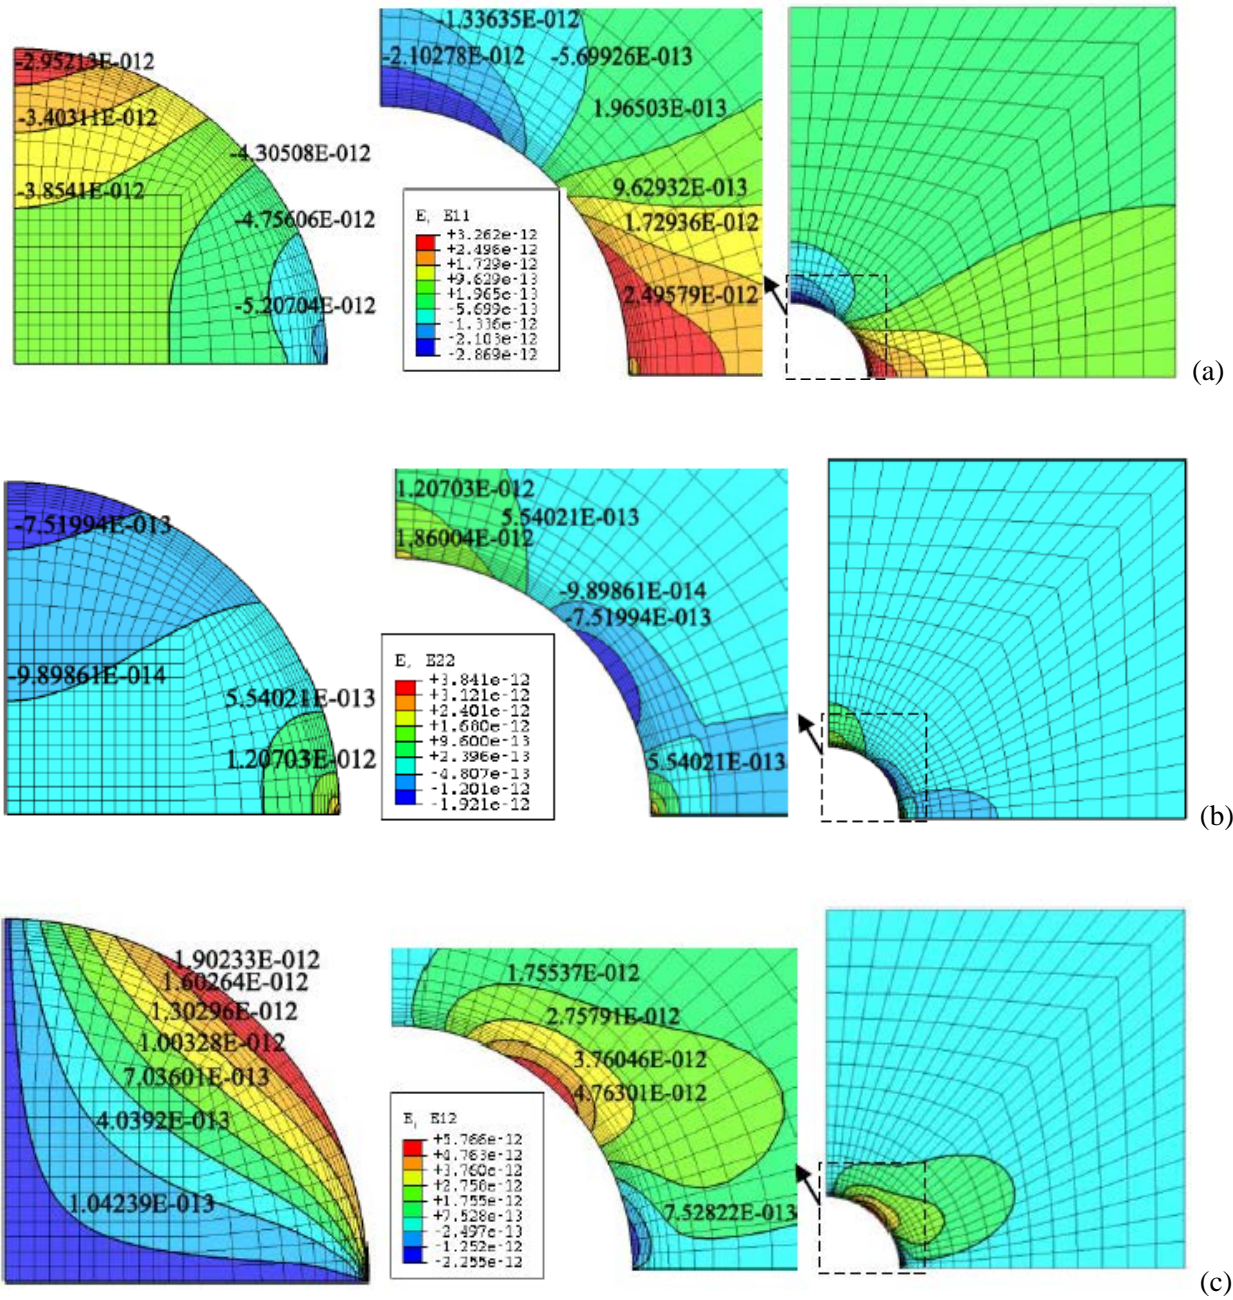 -2.95213E-012
-3.40311E-012
-3.8541E-012
-4.30508E-012
-4.75606E-012
-5.20704E-012
-1.33635E-012
-2.10278E-012
-5.69926E-013
1.96503E-013
9.62932E-013
1.72936E-012
2.49579E-012
E, E11
+3.262e-12
+2.496e-12
+1.729e-12
+9.629e-13
+1.965e-13
-5.699e-13
-1.336e-12
-2.103e-12
-2.869e-12
(a)
-7.51994E-013
-9.89861E-014
5.54021E-013
1.20703E-012
1.20703E-012
5.54021E-013
1.86004E-012
-9.89861E-014
-7.51994E-013
5.54021E-013
E, E22
+3.841e-12
+3.121e-12
+2.401e-12
+1.680e-12
+9.600e-13
+2.396e-13
-4.807e-13
-1.201e-12
-1.921e-12
(b)
1.90233E-012
1.60264E-012
1.30296E-012
1.00328E-012
7.03601E-013
4.0392E-013
1.04239E-013
1.75537E-012
2.75791E-012
3.76046E-012
4.76301E-012
7.52822E-013
E, E12
+5.766e-12
+4.763e-12
+3.760e-12
+2.758e-12
+1.755e-12
+7.528e-13
-2.497e-13
-1.252e-12
-2.255e-12
(c)